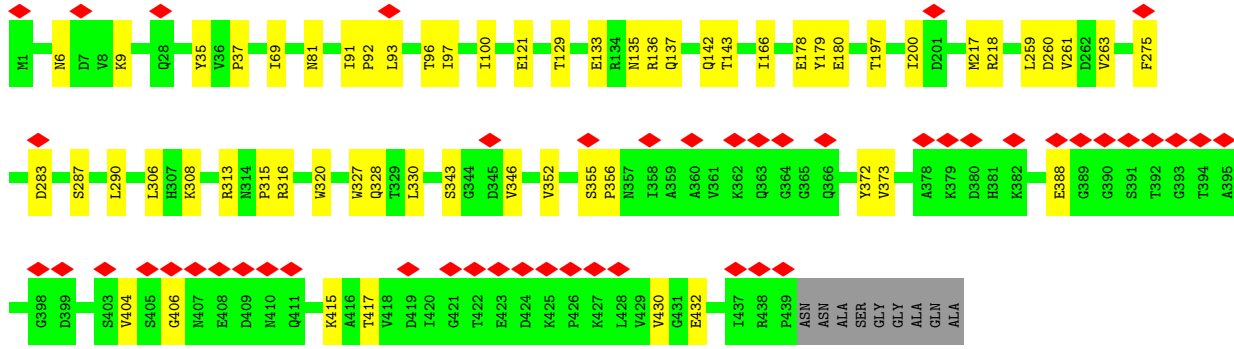 M1 N6 D7 V8 K9 Q28 Y35 V36 P37 I69 N81 I91 P92 L93 T96 I97 I100 E121 T129 E133 R134 N135 R136 Q137 Q142 T143 I166 E178 Y179 E180 T197 I200 D201 M217 R218 L259 D260 V261 D262 V263 F275
D283 S287 L290 L306 H307 K308 R313 N314 P315 R316 W320 W327 Q328 T329 L330 S343 G344 D345 V346 V352 S355 P356 N357 I358 A359 A360 V361 K362 Q363 G364 G365 Q366 Y372 V373 A378 K379 D380 H381 K382 E388 G389 G390 S391 T392 G393 T394 A395
G398 D399 S403 V404 S405 G406 N407 E408 D409 N410 Q411 K415 A416 T417 V418 D419 I420 G421 T422 E423 D424 K425 P426 K427 L428 V429 V430 G431 E432 I437 R438 P439 ASN ASN ALA SER GLY GLY ALA GLN ALA